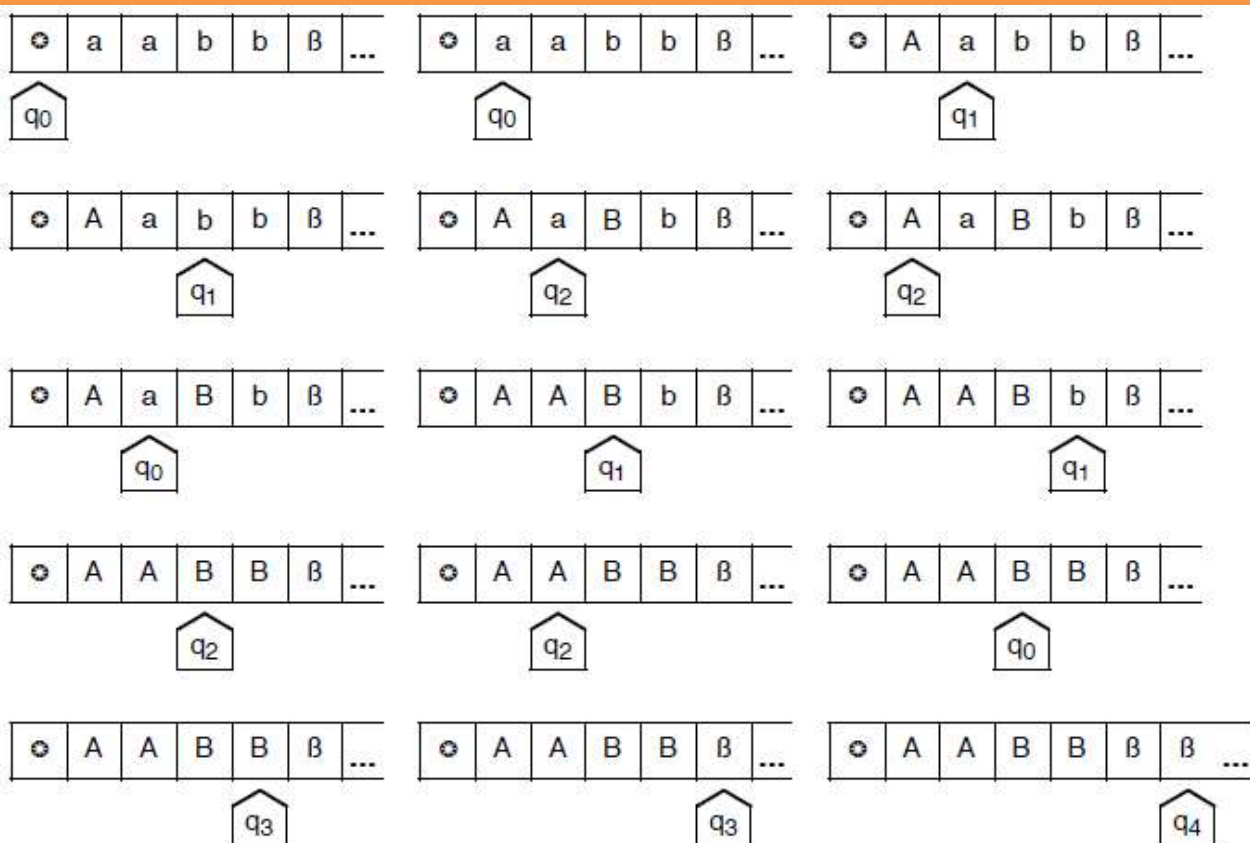 ✪ a a b b ß ... ✪ a a b b ß ... ✪ A a b b ß ...
q0 q0 q1
✪ A a b b ß ... ✪ A a B b ß ... ✪ A a B b ß ...
q1 q2 q2
✪ A a B b ß ... ✪ A A B b ß ... ✪ A A B b ß ...
q0 q1 q1
✪ A A B B ß ... ✪ A A B B ß ... ✪ A A B B ß ...
q2 q2 q0
✪ A A B B ß ... ✪ A A B B ß ... ✪ A A B B ß ß ...
q3 q3 q4